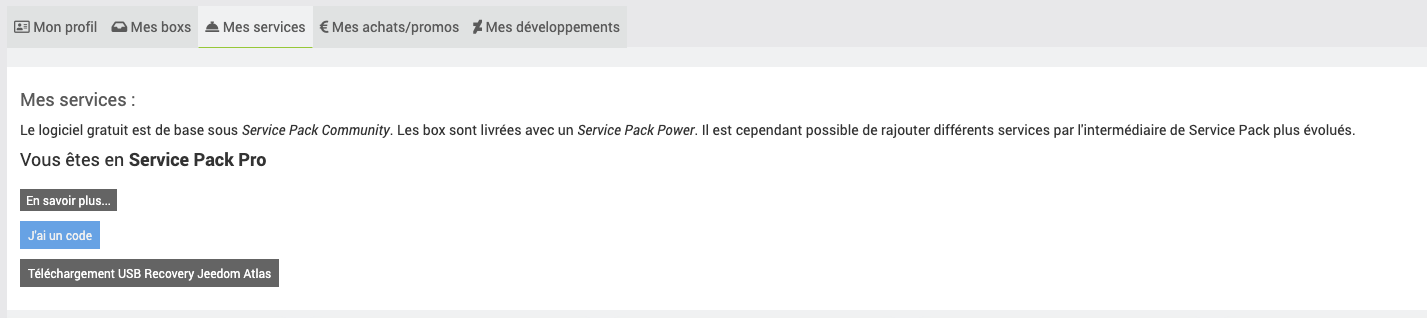 Mon profil Mes boxs Mes services € Mes achats/promos Mes développements
Mes services :
Le logiciel gratuit est de base sous Service Pack Community. Les box sont livrées avec un Service Pack Power. Il est cependant possible de rajouter différents services par l'intermédiaire de Service Pack plus évolués.
Vous êtes en Service Pack Pro
En savoir plus...
J'ai un code
Téléchargement USB Recovery Jeedom Atlas